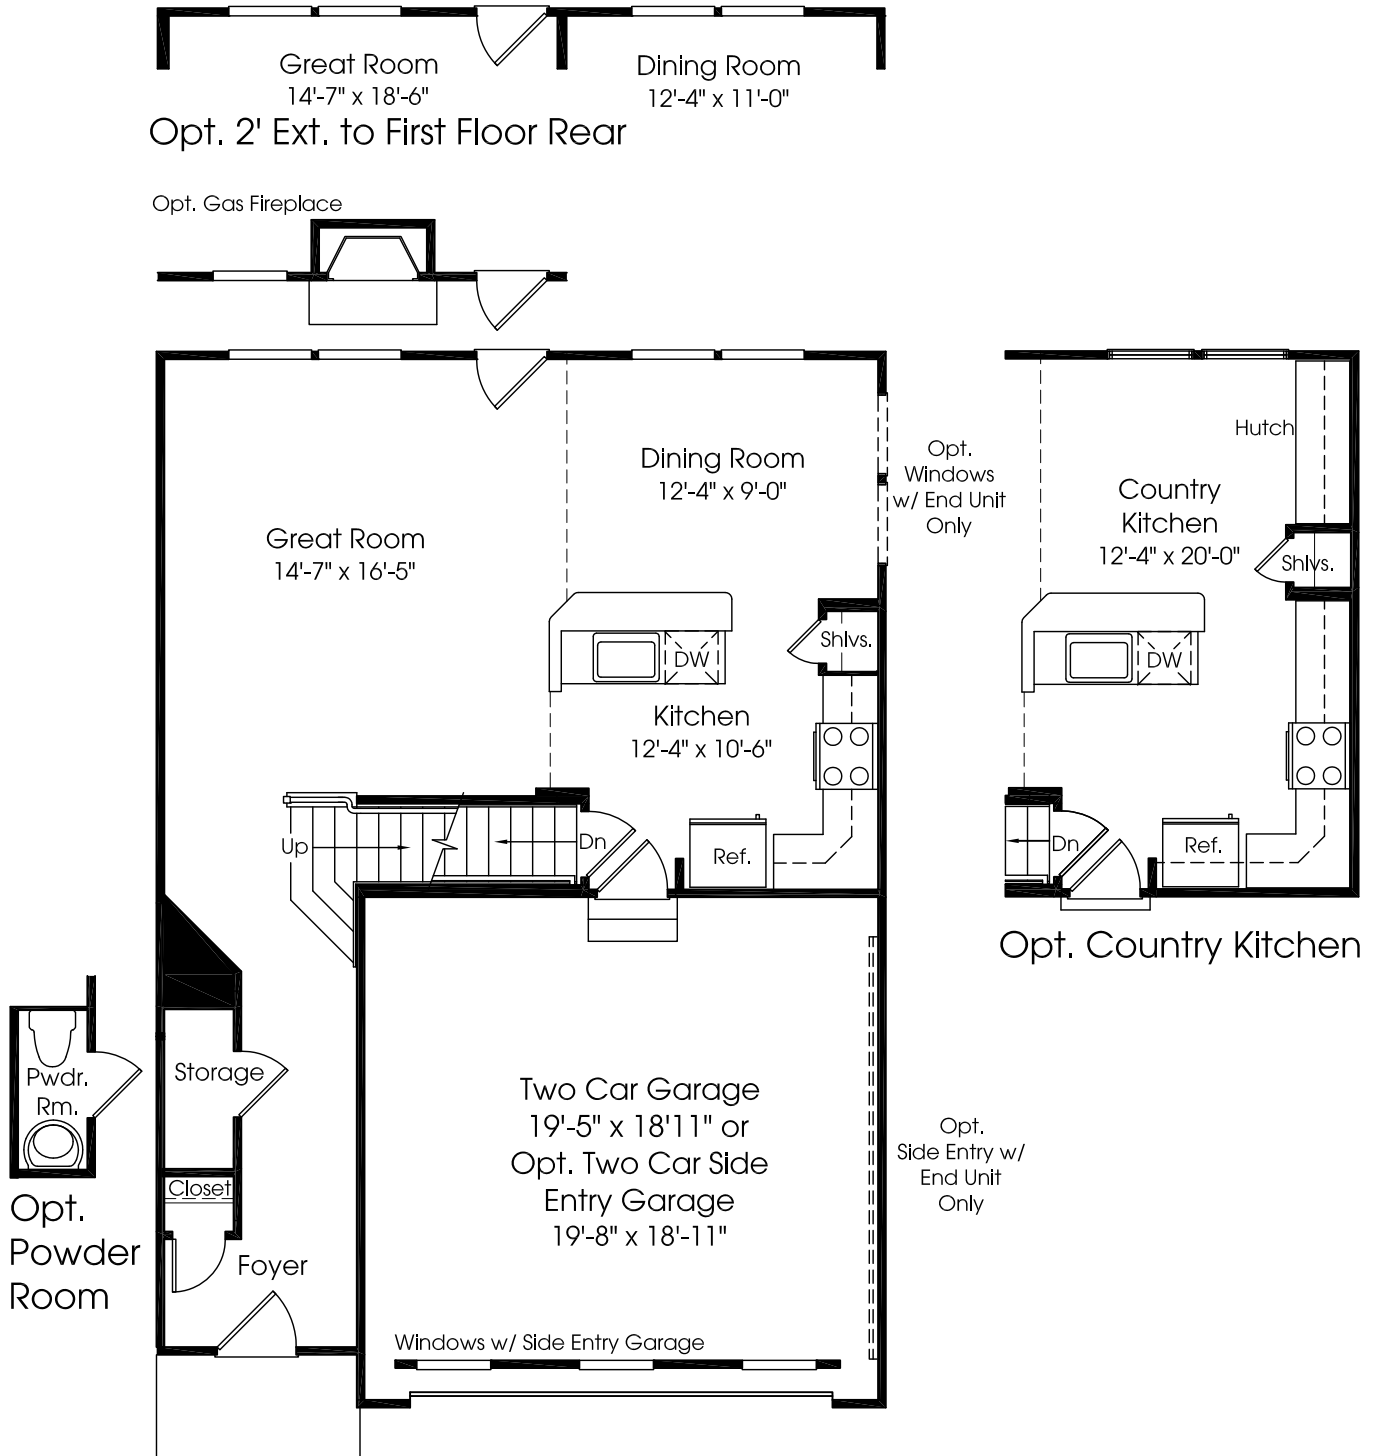 Great Room
14'-7" x 18'-6"
Dining Room
12'-4" x 11'-0"
Opt. 2' Ext. to First Floor Rear
Opt. Gas Fireplace
Dining Room
12'-4" x 9'-0"
Great Room
14'-7" x 16'-5"
Opt.
Windows
w/ End Unit
Only
Shlvs.
DW
Kitchen
12'-4" x 10'-6"
Up
Dn
Ref.
Hutch
Country
Kitchen
12'-4" x 20'-0"
Shlvs.
DW
Dn
Ref.
Opt. Country Kitchen
Pwdr.
Rm.
Opt.
Powder
Room
Storage
Closet
Foyer
Two Car Garage
19'-5" x 18'11" or
Opt. Two Car Side
Entry Garage
19'-8" x 18'-11"
Opt.
Side Entry w/
End Unit
Only
Windows w/ Side Entry Garage